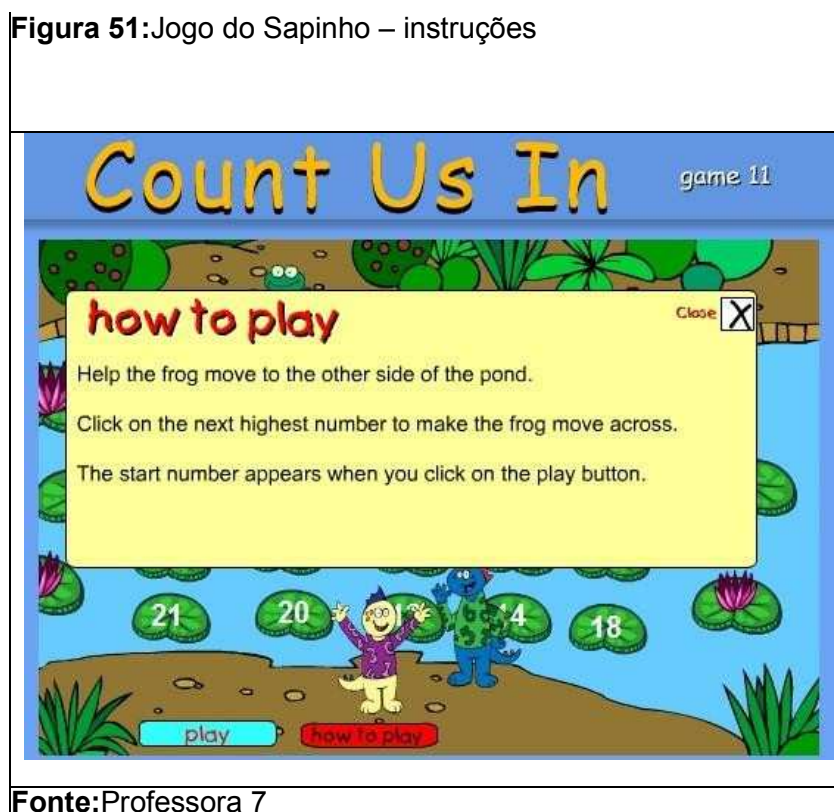 Figura 51:Jogo do Sapinho – instruções
Count Us In
game 11
how to play
Close X
Help the frog move to the other side of the pond.
Click on the next highest number to make the frog move across.
The start number appears when you click on the play button.
21 20 18
play how to play
Fonte:Professora 7